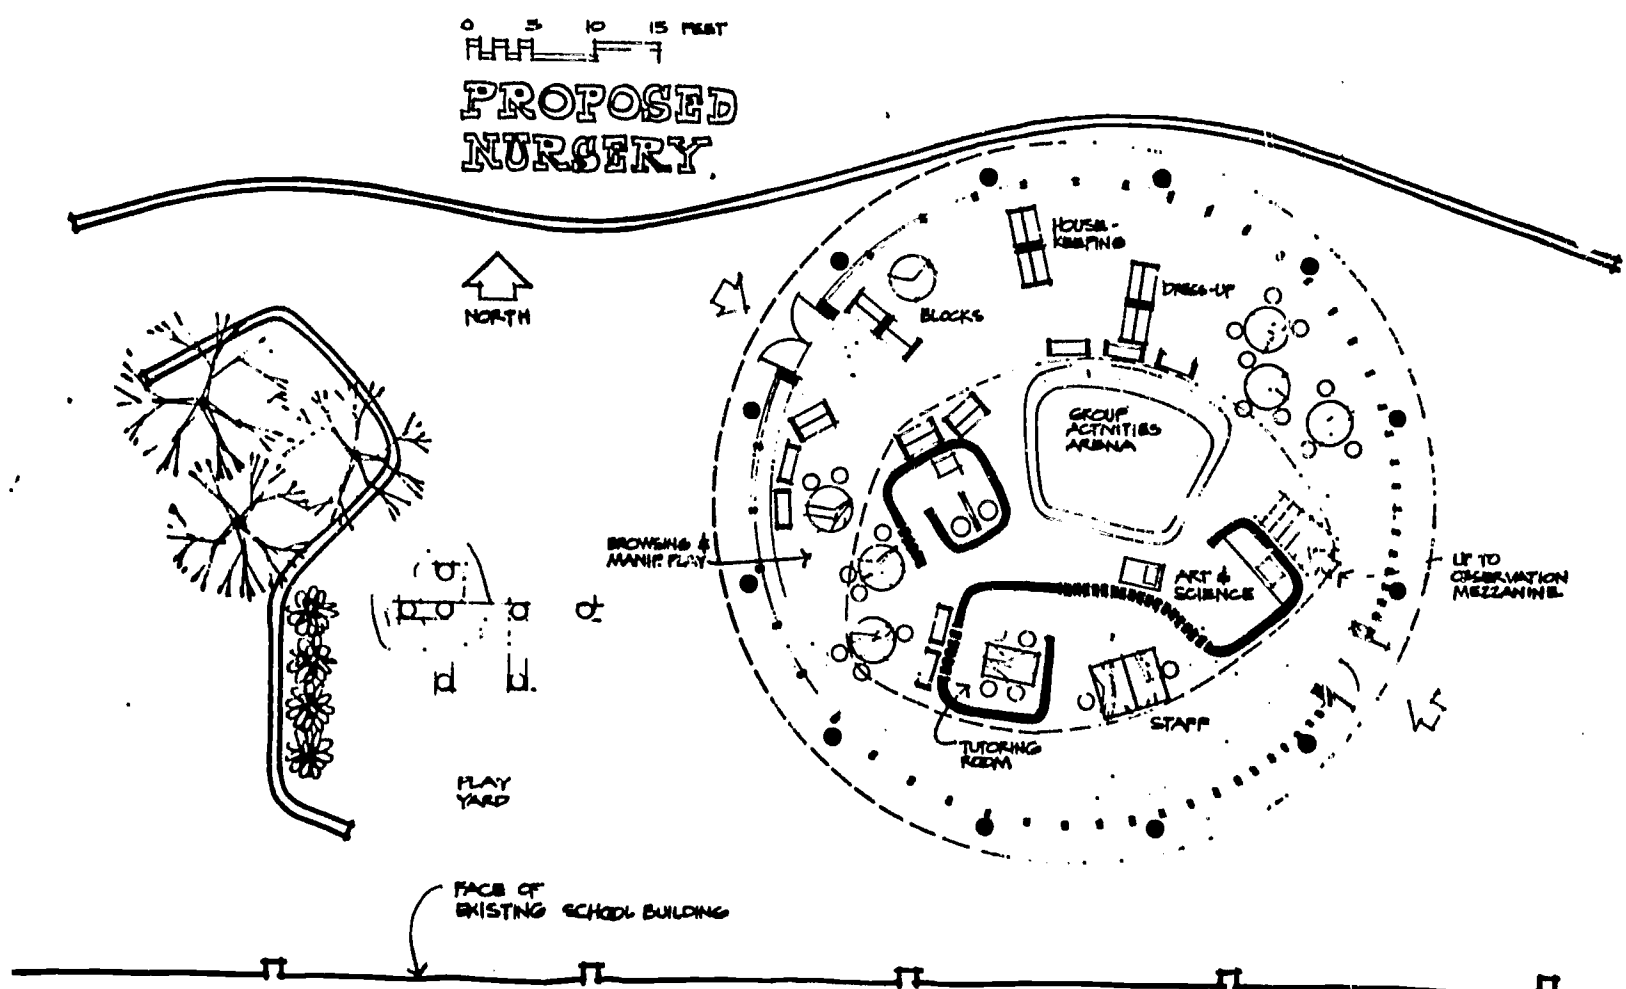 0 5 10 15 FEET
PROPOSED
NURSERY
NORTH
HOUSE-
KEEPING
DRESS-UP
BLOCKS
GROUP
ACTIVITIES
ARENA
BROWSING &
MANIP. PLAY
ART &
SCIENCE
UP TO
OBSERVATION
MEZZANINE
STAFF
TUTORING
ROOM
PLAY
YARD
FACE OF
EXISTING SCHOOL BUILDING